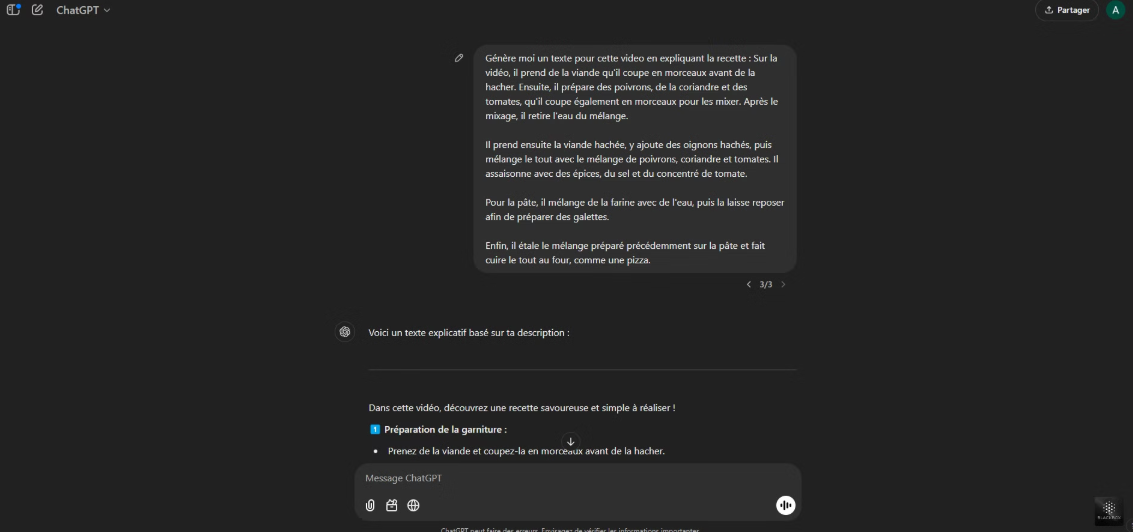 ChatGPT
Partager
A
Génère moi un texte pour cette video en expliquant la recette : Sur la
vidéo, il prend de la viande qu'il coupe en morceaux avant de la
hacher. Ensuite, il prépare des poivrons, de la coriandre et des
tomates, qu'il coupe également en morceaux pour les mixer. Après le
mixage, il retire l'eau du mélange.
Il prend ensuite la viande hachée, y ajoute des oignons hachés, puis
mélange le tout avec le mélange de poivrons, coriandre et tomates. Il
assaisonne avec des épices, du sel et du concentré de tomate.
Pour la pâte, il mélange de la farine avec de l'eau, puis la laisse reposer
afin de préparer des galettes.
Enfin, il étale le mélange préparé précédemment sur la pâte et fait
cuire le tout au four, comme une pizza.
3/3
Voici un texte explicatif basé sur ta description :
Dans cette vidéo, découvrez une recette savoureuse et simple à réaliser !
1 Préparation de la garniture :
Prenez de la viande et coupez-la en morceaux avant de la hacher.
Message ChatGPT
ChatGPT peut faire des erreurs. Envisagez de vérifier les informations importantes.